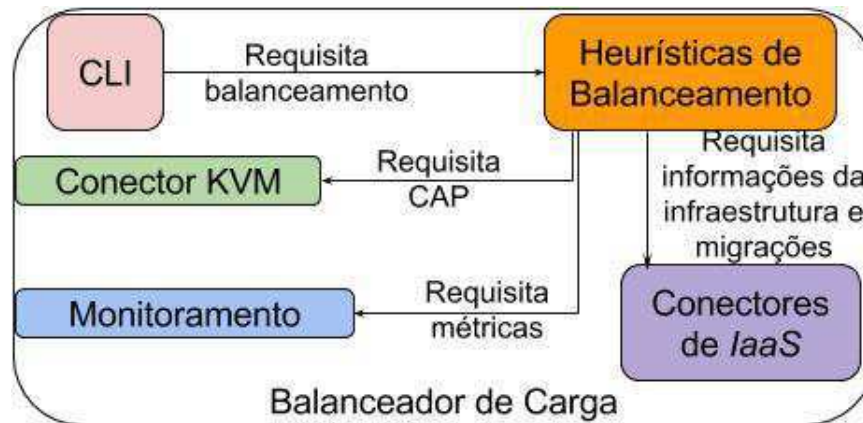 CLI
Requisita
balanceamento
Heurísticas de
Balanceamento
Conector KVM
Requisita
CAP
Requisita
informações da
infraestrutura e
migrações
Monitoramento
Requisita
métricas
Conectores
de IaaS
Balanceador de Carga